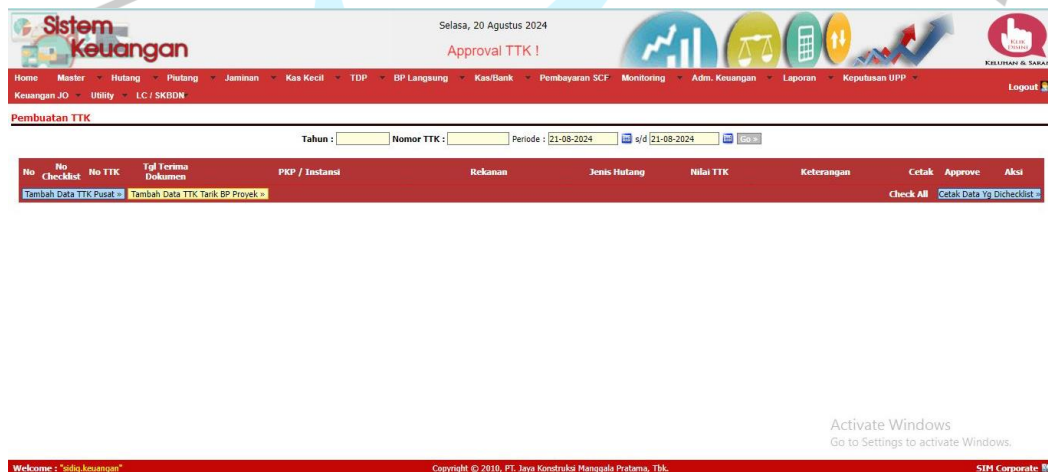 Sistem
Keuangan
Selasa, 20 Agustus 2024
Approval TTK !
KLIK
DISINI
KELUHAN & SARAN
Home Master Hutang Piutang Jaminan Kas Kecil TDP BP Langsung Kas/Bank Pembayaran SCF Monitoring Adm. Keuangan Laporan Keputusan UPP
Keuangan JO Utility LC / SKBDN
Logout
Pembuatan TTK
Tahun : Nomor TTK : Periode : 21-08-2024 s/d 21-08-2024 Go »
No No Checklist No TTK Tgl Terima Dokumen PKP / Instansi Rekanan Jenis Hutang Nilai TTK Keterangan Cetak Approve Aksi
Tambah Data TTK Pusat » Tambah Data TTK Tarik BP Proyek » Check All Cetak Data Yg Dichecklist »
Activate Windows
Go to Settings to activate Windows.
Welcome : "sidiq.keuangan" Copyright © 2010, PT. Jaya Konstruksi Manggala Pratama, Tbk. SIM Corporate